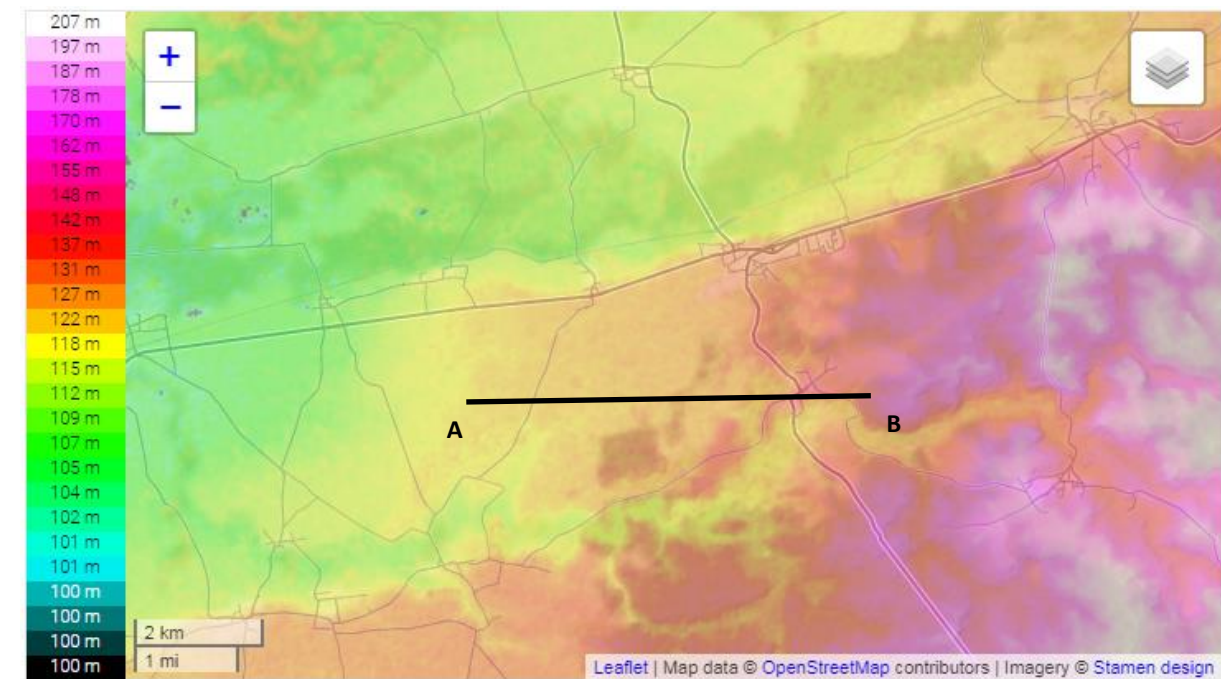 207 m
197 m
187 m
178 m
170 m
162 m
155 m
148 m
142 m
137 m
131 m
127 m
122 m
118 m
115 m
112 m
109 m
107 m
105 m
104 m
102 m
101 m
101 m
100 m
100 m
100 m
100 m
+
−
A
B
2 km
1 mi
Leaflet | Map data © OpenStreetMap contributors | Imagery © Stamen design